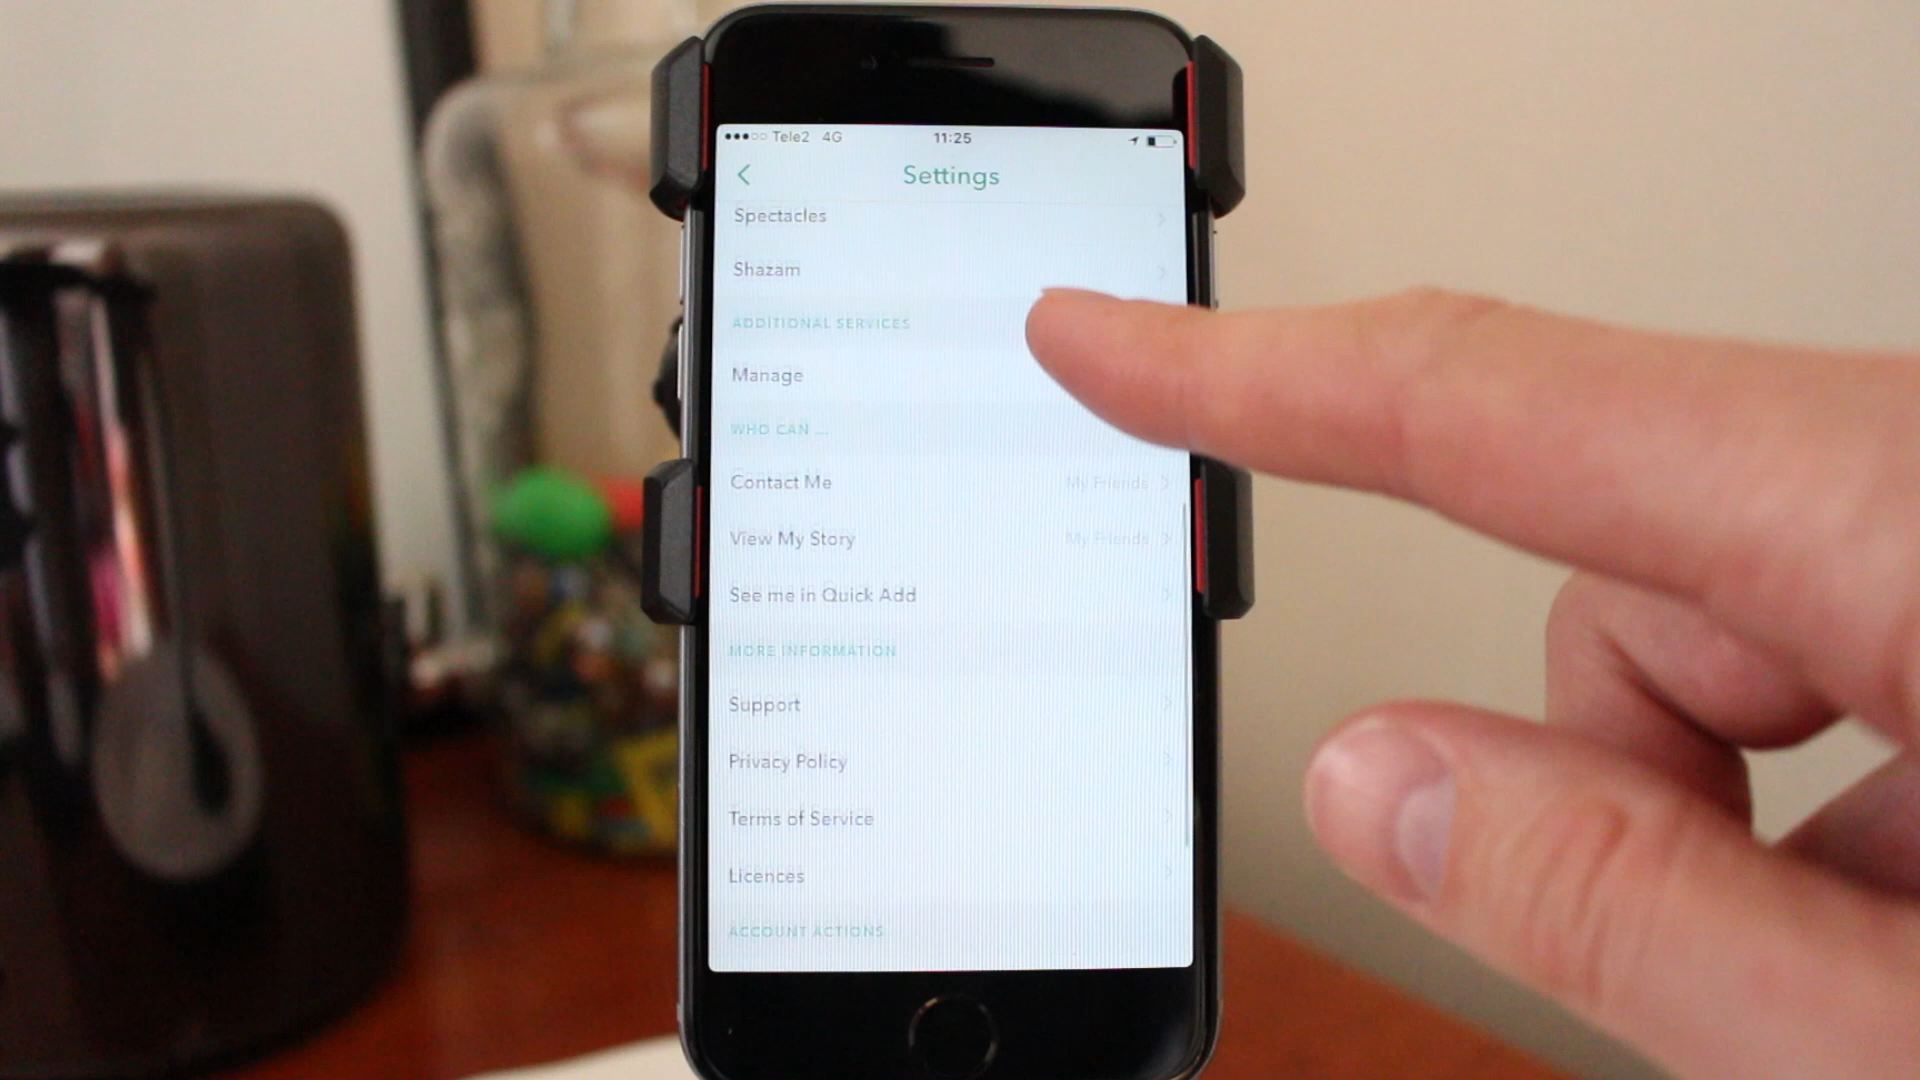 Tele2 4G 11:25
Settings
Spectacles
Shazam
ADDITIONAL SERVICES
Manage
WHO CAN ...
Contact Me My Friends
View My Story My Friends
See me in Quick Add
MORE INFORMATION
Support
Privacy Policy
Terms of Service
Licences
ACCOUNT ACTIONS